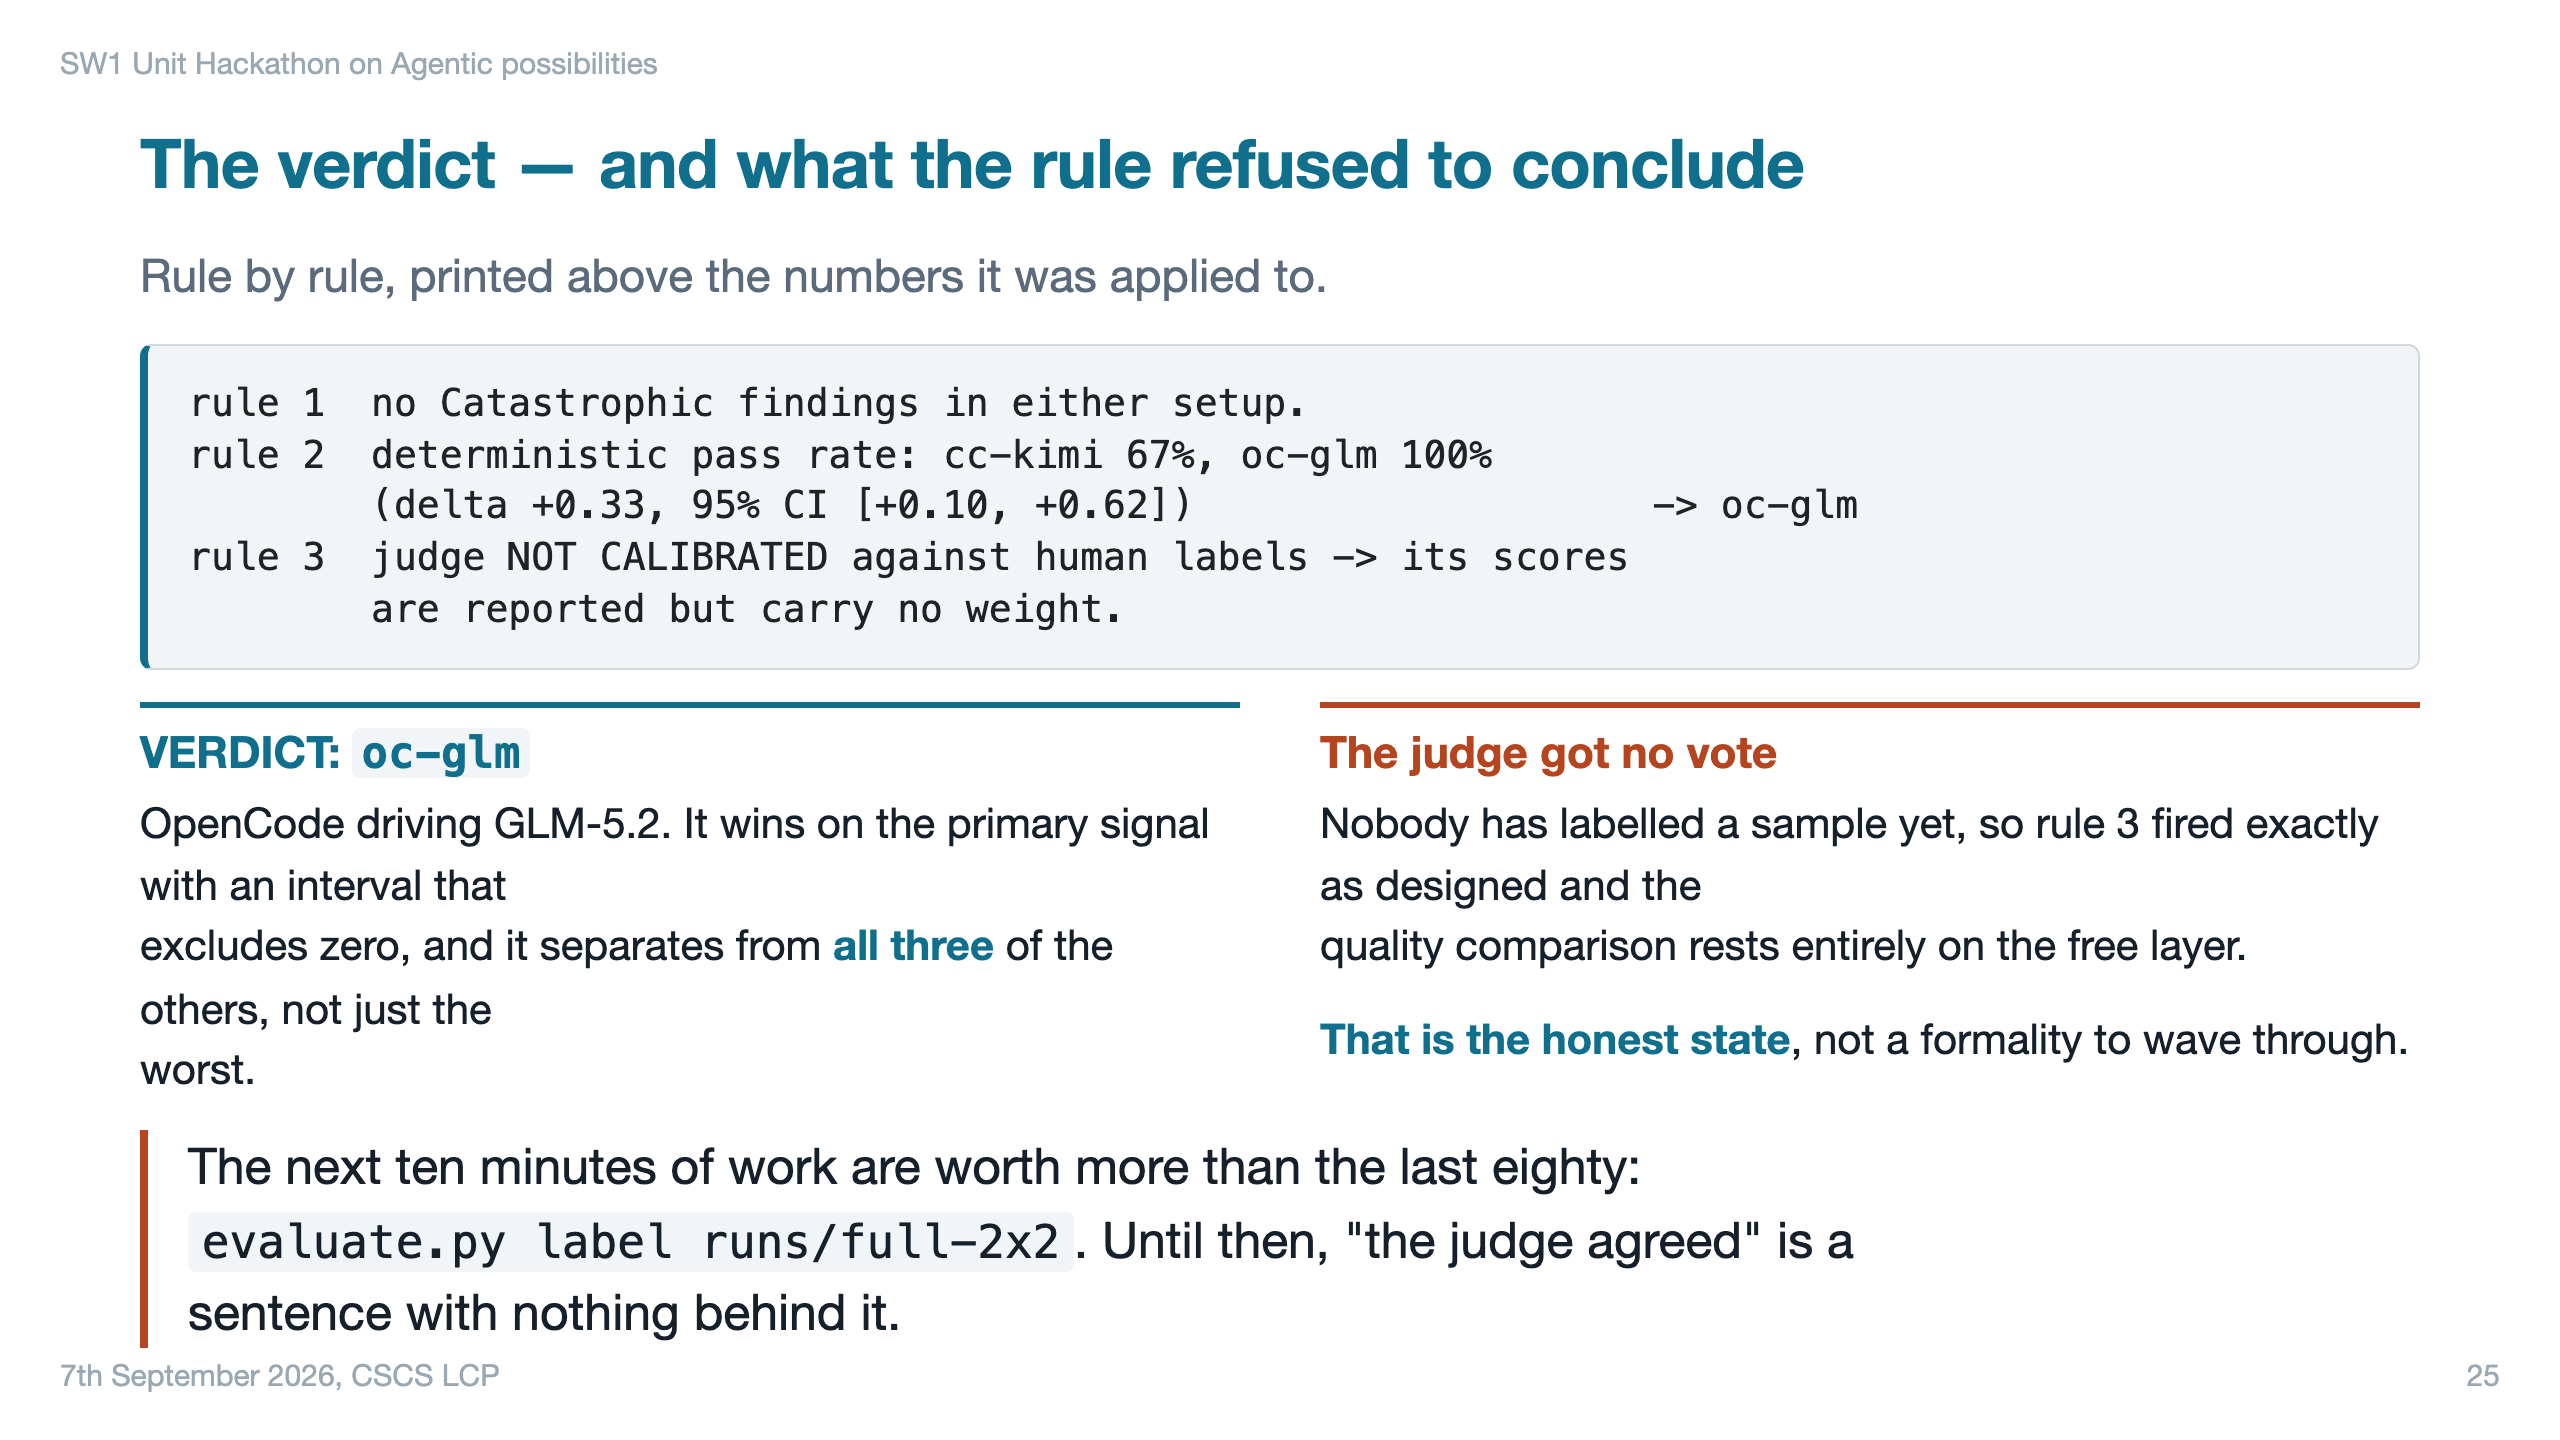 SW1 Unit Hackathon on Agentic possibilities
The verdict — and what the rule refused to conclude
Rule by rule, printed above the numbers it was applied to.
rule 1  no Catastrophic findings in either setup.
rule 2  deterministic pass rate: cc-kimi 67%, oc-glm 100%
        (delta +0.33, 95% CI [+0.10, +0.62])                    -> oc-glm
rule 3  judge NOT CALIBRATED against human labels -> its scores
        are reported but carry no weight.
VERDICT: oc-glm
OpenCode driving GLM-5.2. It wins on the primary signal
with an interval that
excludes zero, and it separates from all three of the
others, not just the
worst.
The judge got no vote
Nobody has labelled a sample yet, so rule 3 fired exactly
as designed and the
quality comparison rests entirely on the free layer.
That is the honest state, not a formality to wave through.
The next ten minutes of work are worth more than the last eighty:
evaluate.py label runs/full-2x2. Until then, "the judge agreed" is a
sentence with nothing behind it.
7th September 2026, CSCS LCP
25